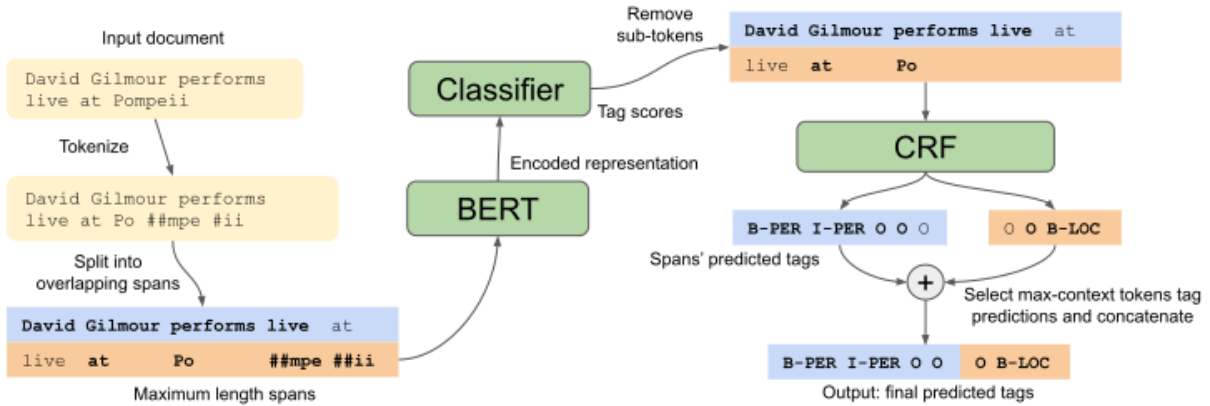 Input document
David Gilmour performs
live at Pompeii
Tokenize
David Gilmour performs
live at Po ##mpe #ii
Split into
overlapping spans
David Gilmour performs live at
live at Po ##mpe ##ii
Maximum length spans
BERT
Encoded representation
Classifier
Tag scores
Remove
sub-tokens
David Gilmour performs live at
live at Po
CRF
B-PER I-PER O O O
O O B-LOC
Spans' predicted tags
+
Select max-context tokens tag
predictions and concatenate
B-PER I-PER O O O B-LOC
Output: final predicted tags